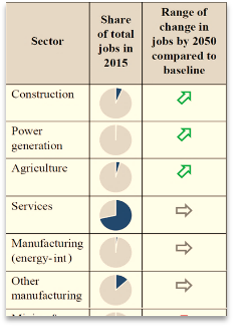 Sector
Share
of total
jobs in
2015
Range of
change in
jobs by 2050
compared to
baseline
Construction
Power
generation
Agriculture
Services
Manufacturing
(energy-int)
Other
manufacturing